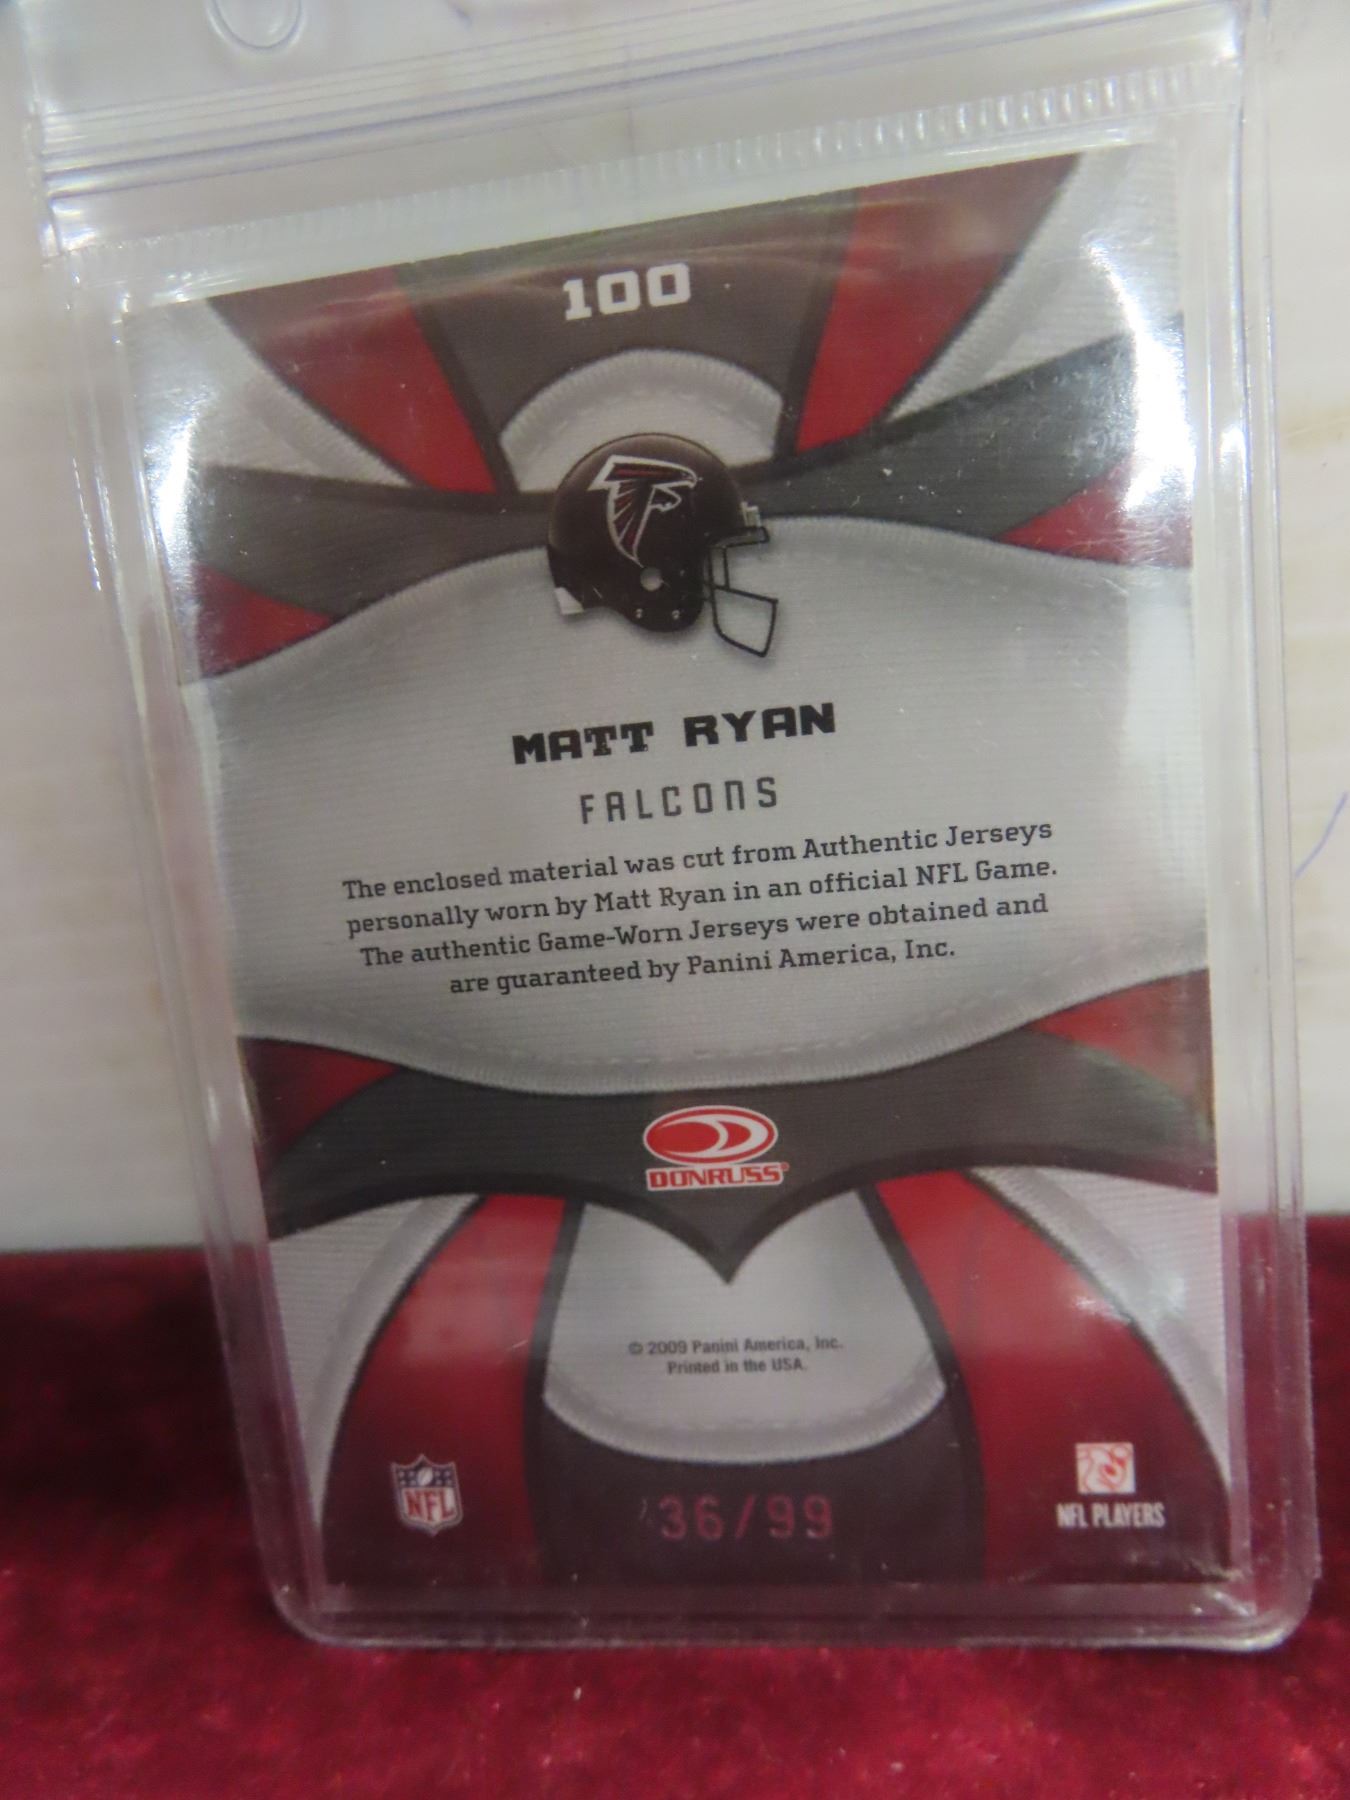 100
MATT RYAN
FALCONS
The enclosed material was cut from Authentic Jerseys
personally worn by Matt Ryan in an official NFL Game.
The authentic Game-Worn Jerseys were obtained and
are guaranteed by Panini America, Inc.
DONRUSS®
© 2009 Panini America, Inc.
Printed in the USA.
NFL
36/99
NFL PLAYERS